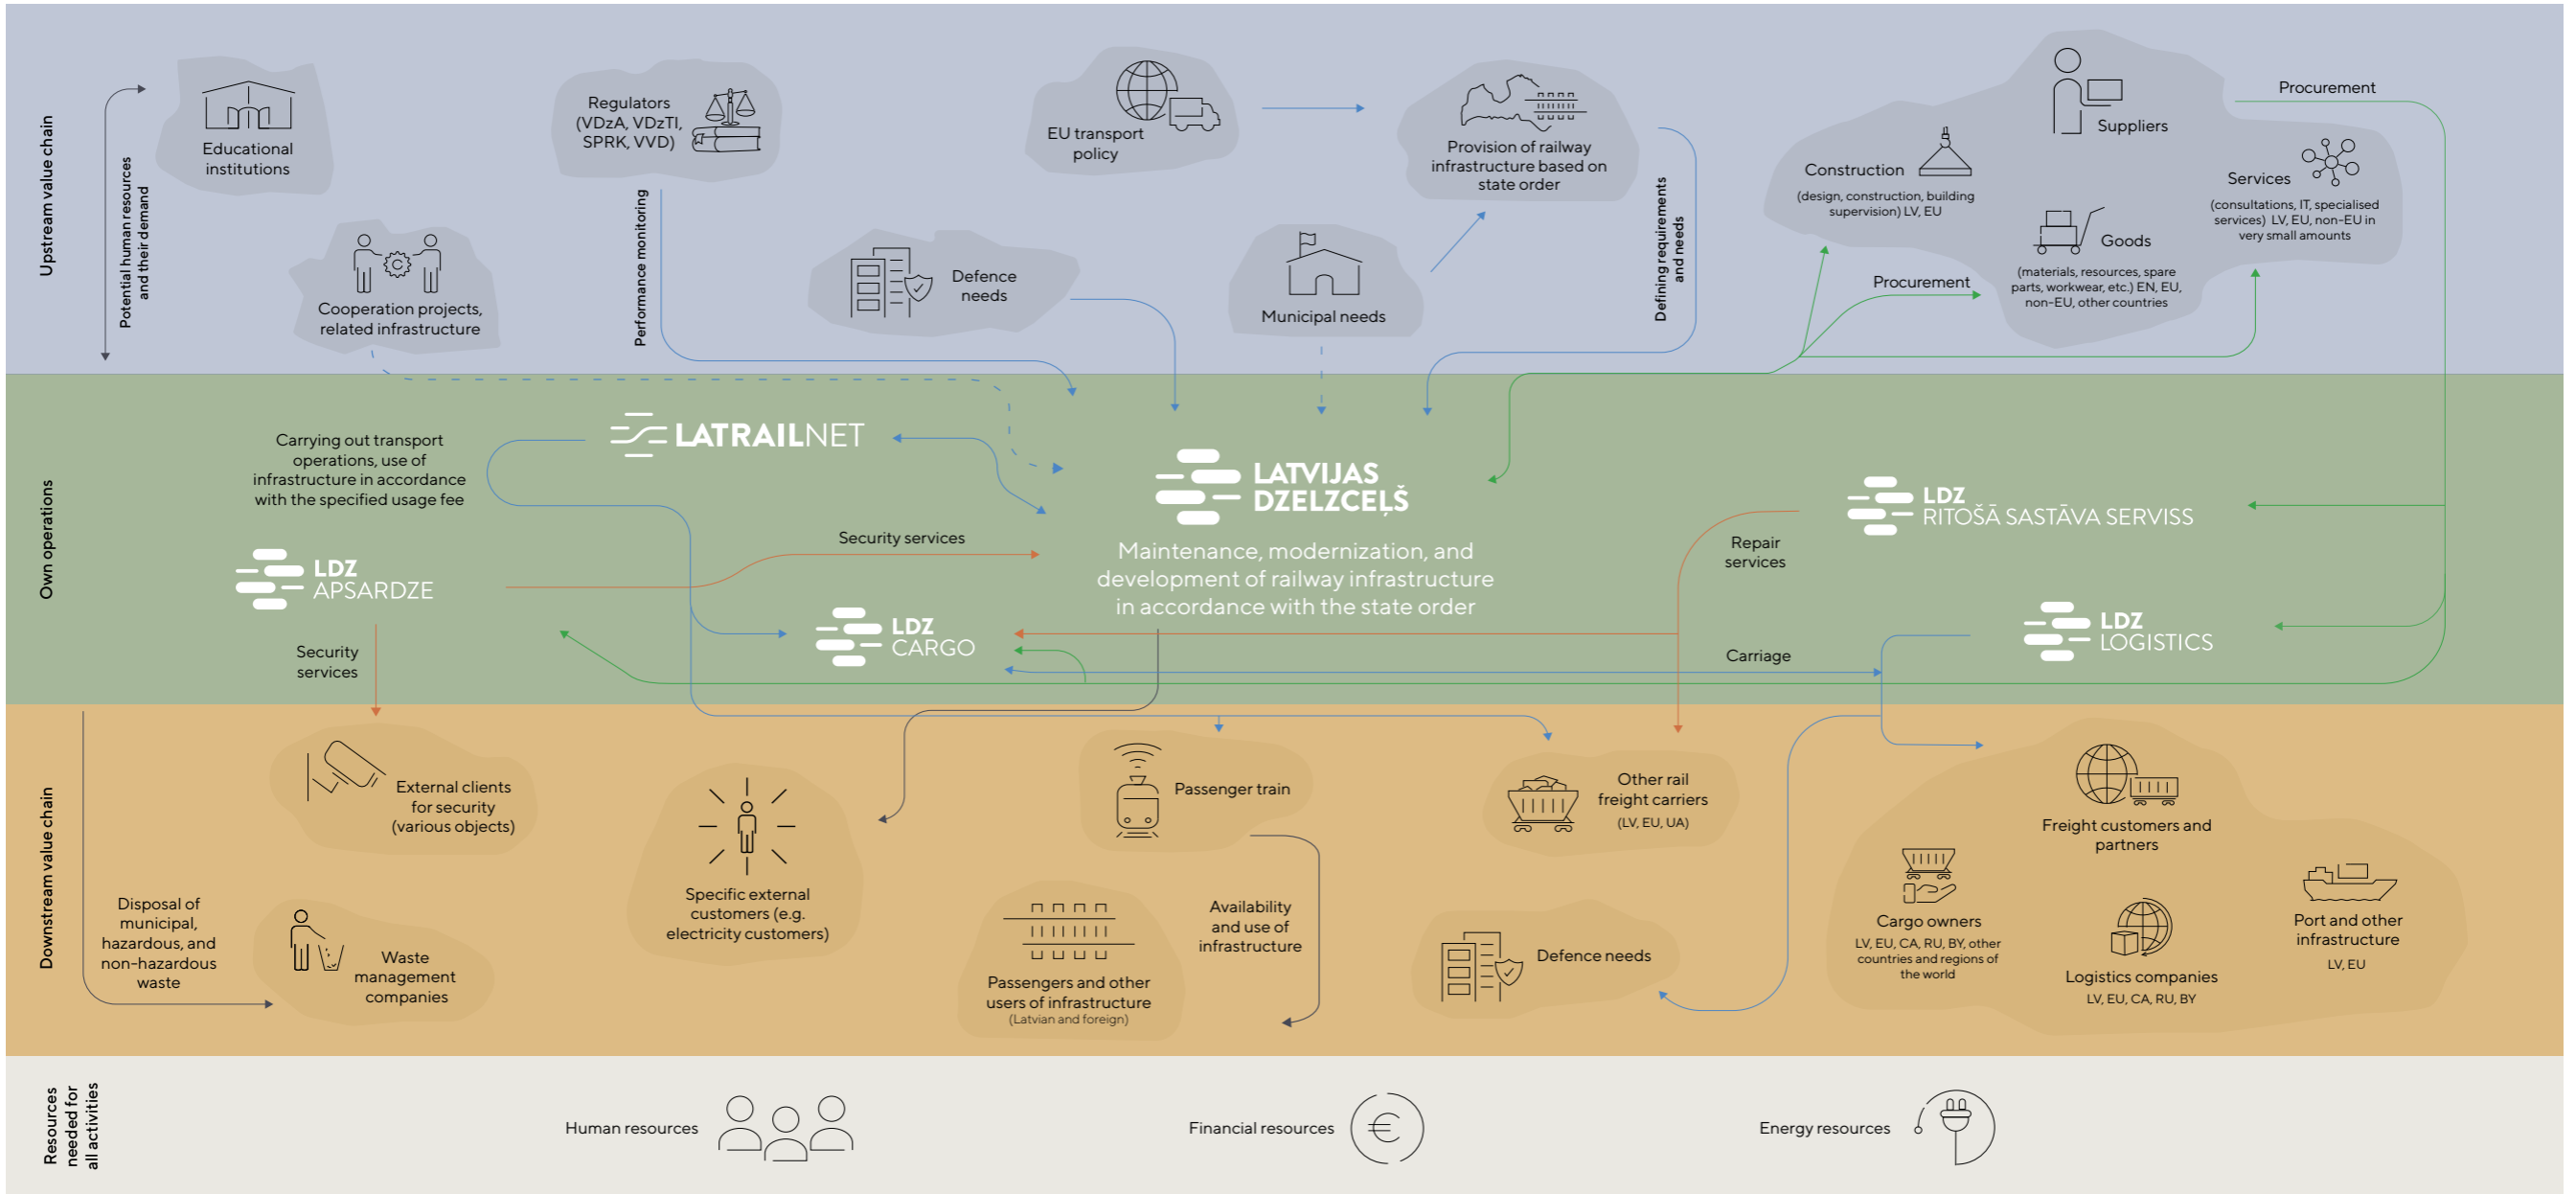 Upstream value chain
Potential human resources
and their demand
Educational
institutions
Cooperation projects,
related infrastructure
Regulators
(VDzA, VDzTI,
SPRK, VVD)
Performance monitoring
Defence
needs
EU transport
policy
Municipal needs
Provision of railway
infrastructure based on
state order
Defining requirements
and needs
Suppliers
Construction
(design, construction, building
supervision) LV, EU
Services
(consultations, IT, specialised
services) LV, EU, non-EU in
very small amounts
Goods
(materials, resources, spare
parts, workwear, etc.) EN, EU,
non-EU, other countries
Procurement
Procurement
Own operations
Carrying out transport
operations, use of
infrastructure in accordance
with the specified usage fee
LATRAILNET
LATVIJAS
DZELZCEĻŠ
Maintenance, modernization, and
development of railway infrastructure
in accordance with the state order
LDZ
RITOŠĀ SASTĀVA SERVISS
Security services
Repair
services
LDZ
APSARDZE
LDZ
CARGO
LDZ
LOGISTICS
Security
services
Carriage
Downstream value chain
External clients
for security
(various objects)
Disposal of
municipal,
hazardous, and
non-hazardous
waste
Waste
management
companies
Specific external
customers (e.g.
electricity customers)
Passenger train
Passengers and other
users of infrastructure
(Latvian and foreign)
Availability
and use of
infrastructure
Other rail
freight carriers
(LV, EU, UA)
Defence needs
Freight customers and
partners
Cargo owners
LV, EU, CA, RU, BY, other
countries and regions of
the world
Logistics companies
LV, EU, CA, RU, BY
Port and other
infrastructure
LV, EU
Resources
needed for
all activities
Human resources
Financial resources
€
Energy resources